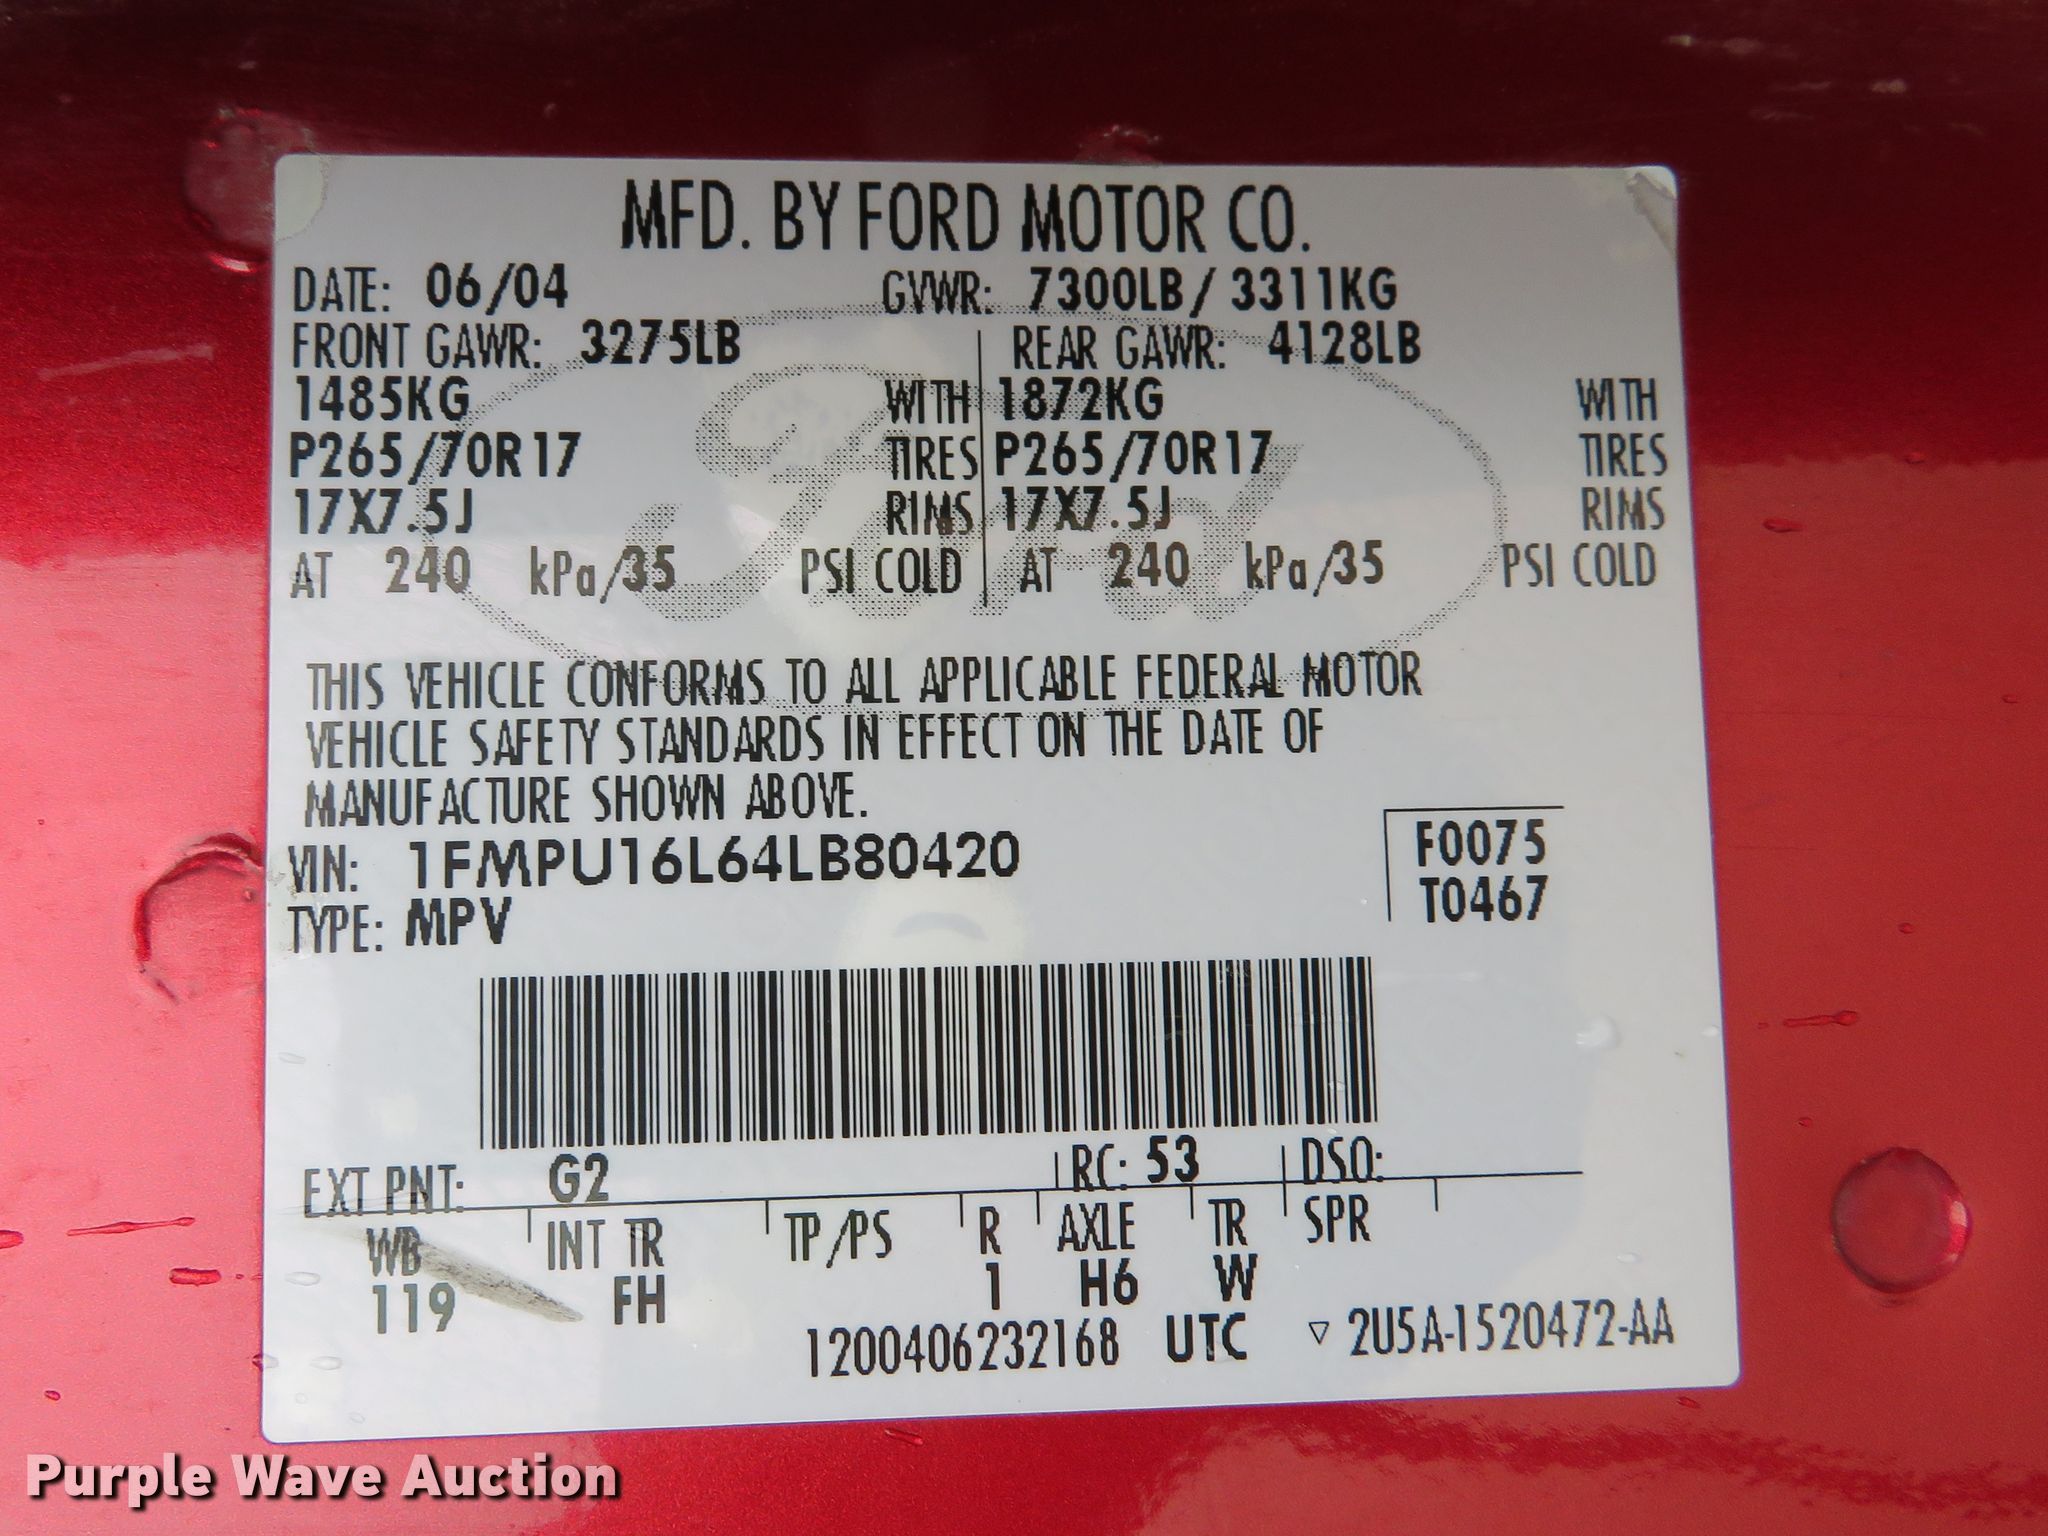 MFD. BY FORD MOTOR CO.
DATE: 06/04 GVWR: 7300LB/ 3311KG
FRONT GAWR: 3275LB REAR GAWR: 4128LB
1485KG WITH 1872KG WITH
P265/70R17 TIRES P265/70R17 TIRES
17X7.5J RIMS 17X7.5J RIMS
AT 240 kPa/35 PSI COLD AT 240 kPa/35 PSI COLD
Ford
THIS VEHICLE CONFORMS TO ALL APPLICABLE FEDERAL MOTOR
VEHICLE SAFETY STANDARDS IN EFFECT ON THE DATE OF
MANUFACTURE SHOWN ABOVE.
VIN: 1FMPU16L64LB80420 F0075
TYPE: MPV T0467
EXT PNT: G2 RC: 53 DSO:
WB INT TR TP/PS R AXLE TR SPR
119 FH 1 H6 W
1200406232168 UTC ▽ 2U5A-1520472-AA
Purple Wave Auction